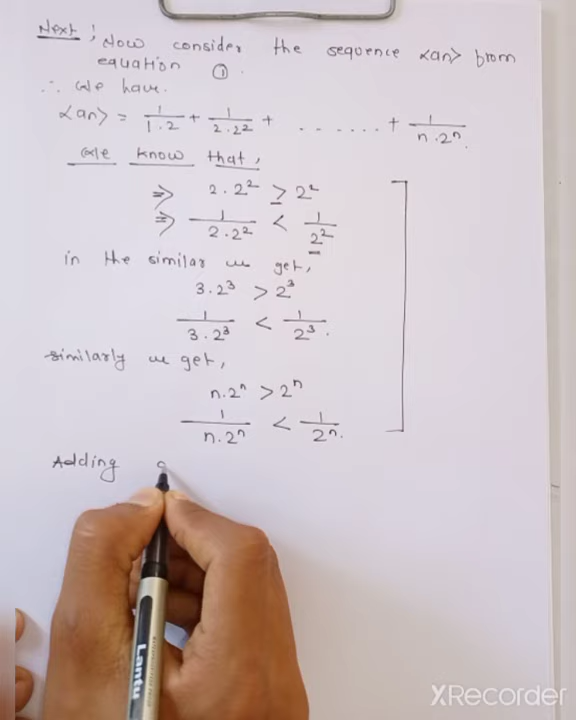 Next ; Now consider the sequence <an> from
equation ①.
∴ We have.
<an> = 1/1.2 + 1/2.2² + ....... + 1/n.2ⁿ.
We know that,
⇒ 2.2² ≥ 2²
⇒ 1/2.2² < 1/2²
in the similar we get,
3.2³ > 2³
1/3.2³ < 1/2³.
similarly we get,
n.2ⁿ > 2ⁿ
1/n.2ⁿ < 1/2ⁿ.
Adding
Lantu
XRecorder